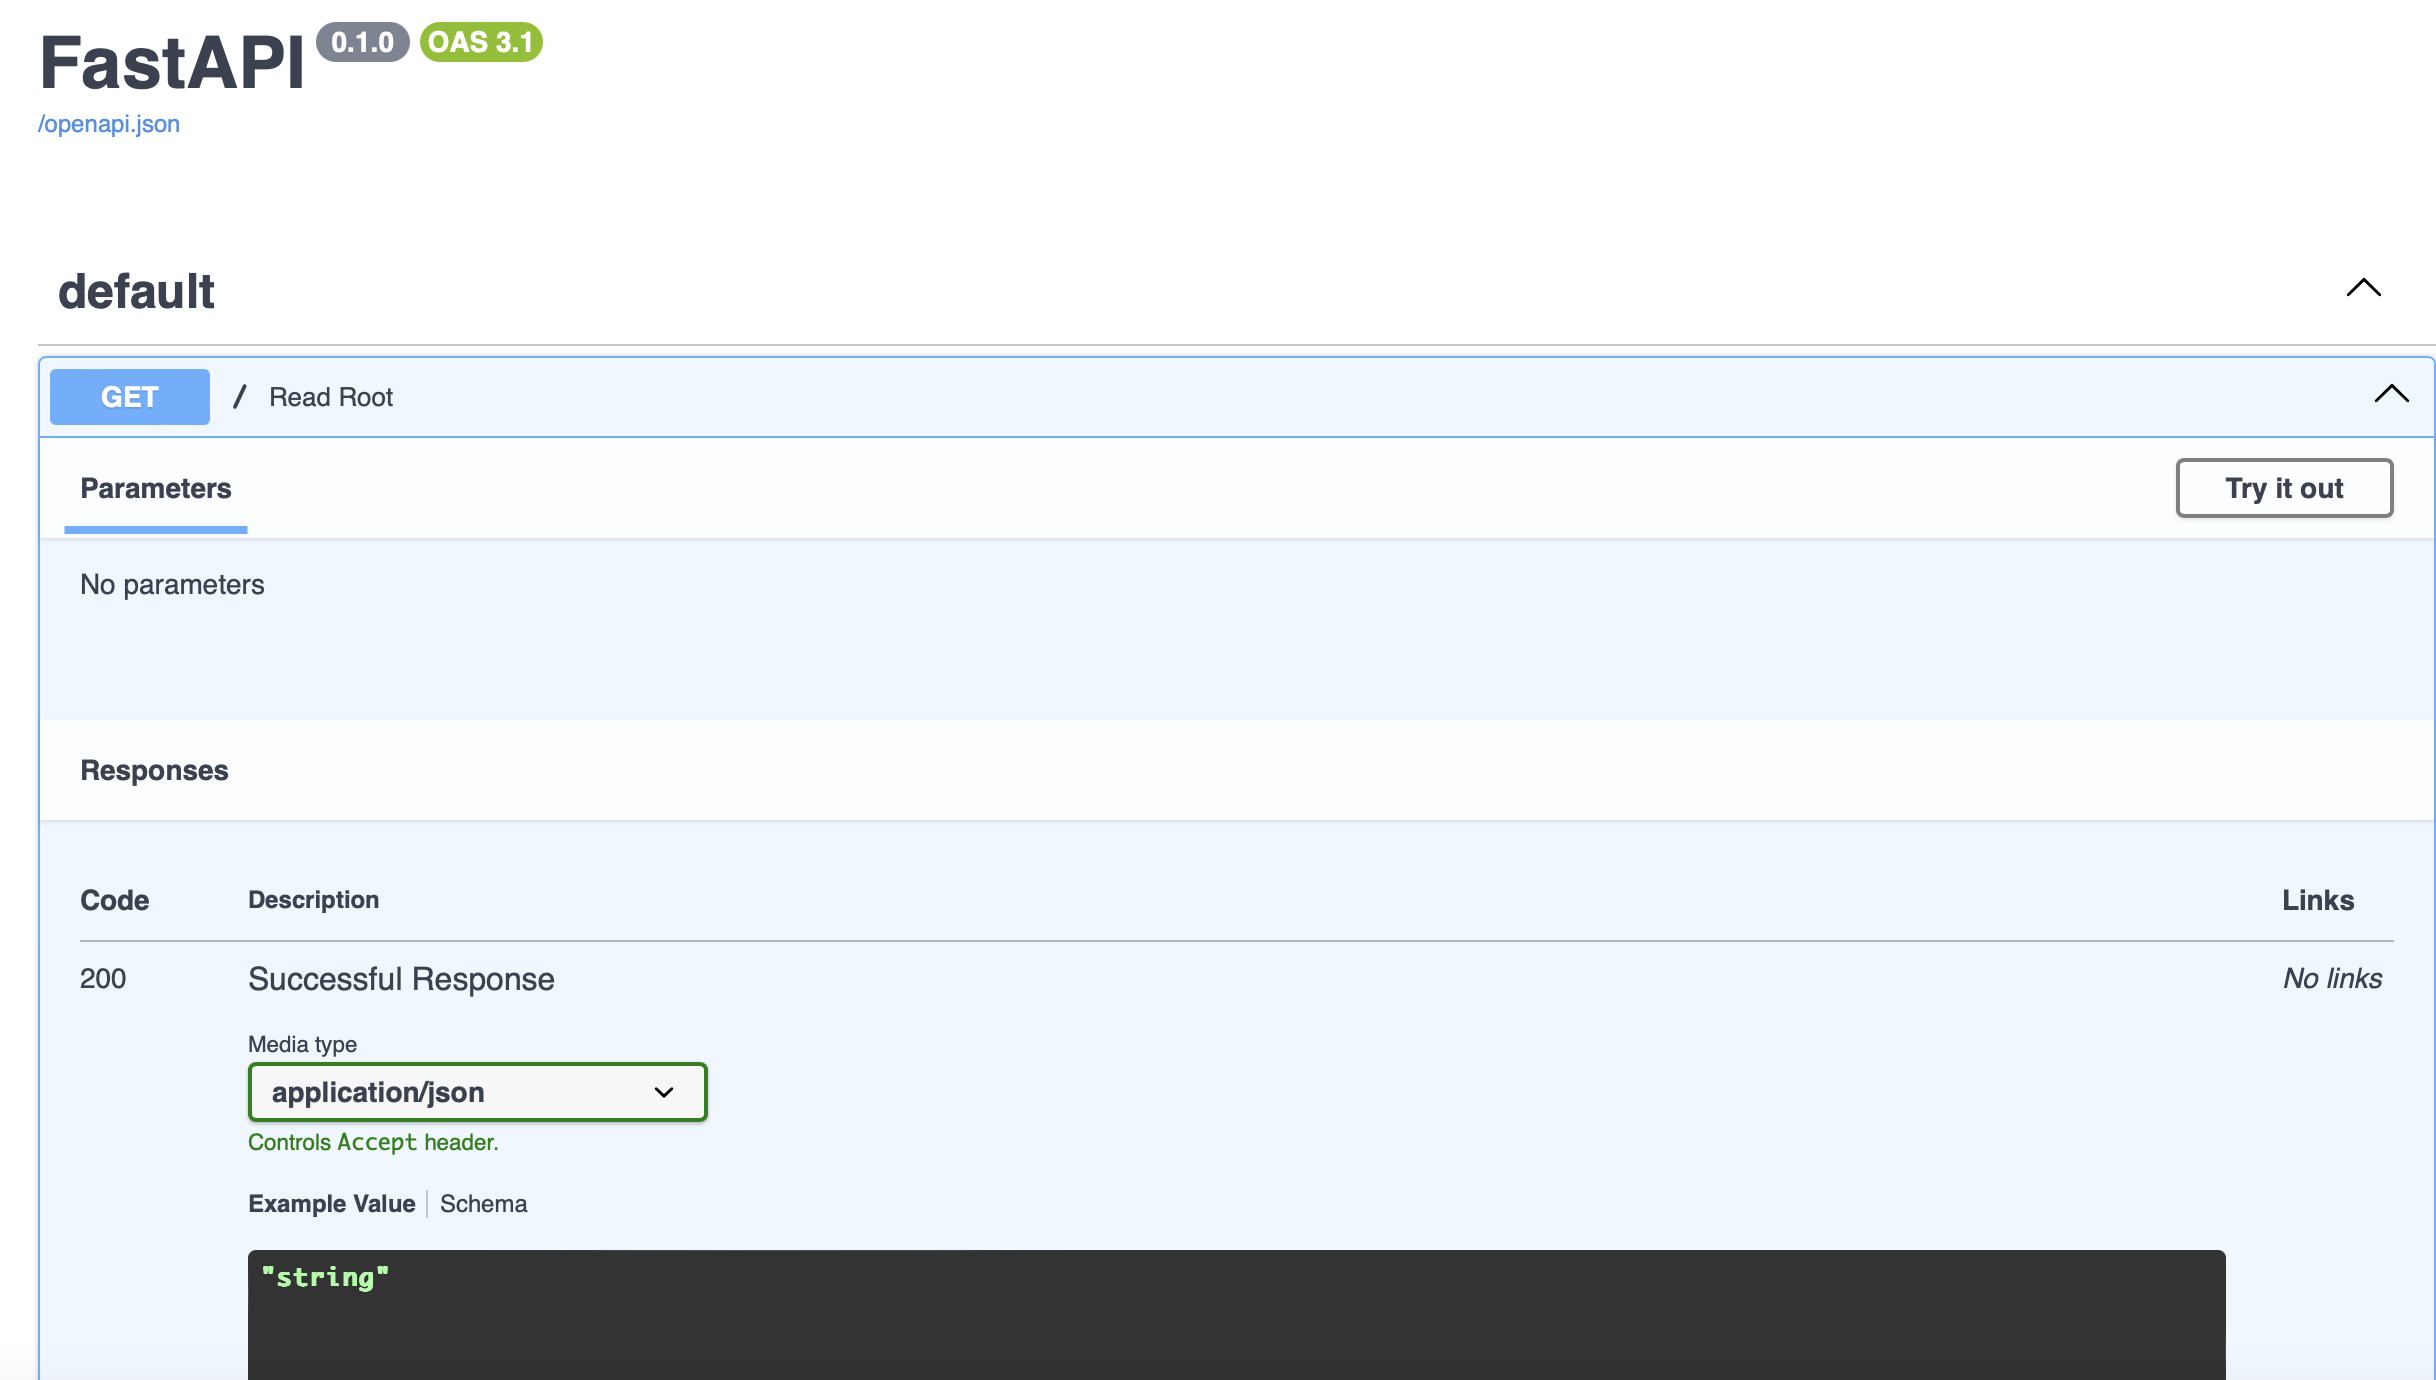 FastAPI 0.1.0 OAS 3.1
/openapi.json
default
GET / Read Root
Parameters Try it out
No parameters
Responses
Code Description Links
200 Successful Response No links
Media type
application/json
Controls Accept header.
Example Value Schema
"string"